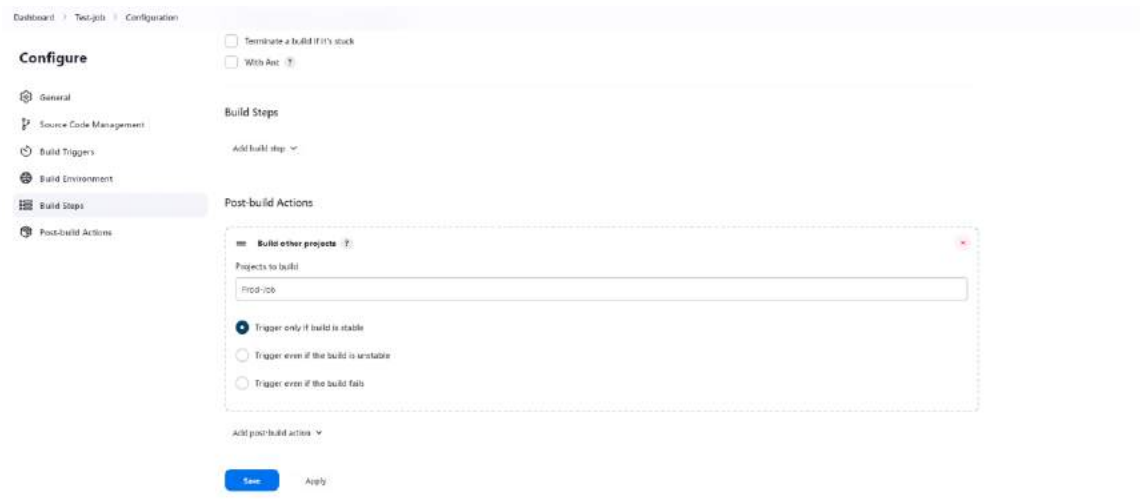 Dashboard > Test-job > Configuration
Configure
General
Source Code Management
Build Triggers
Build Environment
Build Steps
Post-build Actions
Terminate a build if it's stuck
With Ant ?
Build Steps
Add build step
Post-build Actions
Build other projects ?
Projects to build
Prod-Job
Trigger only if build is stable
Trigger even if the build is unstable
Trigger even if the build fails
Add post-build action
Save
Apply